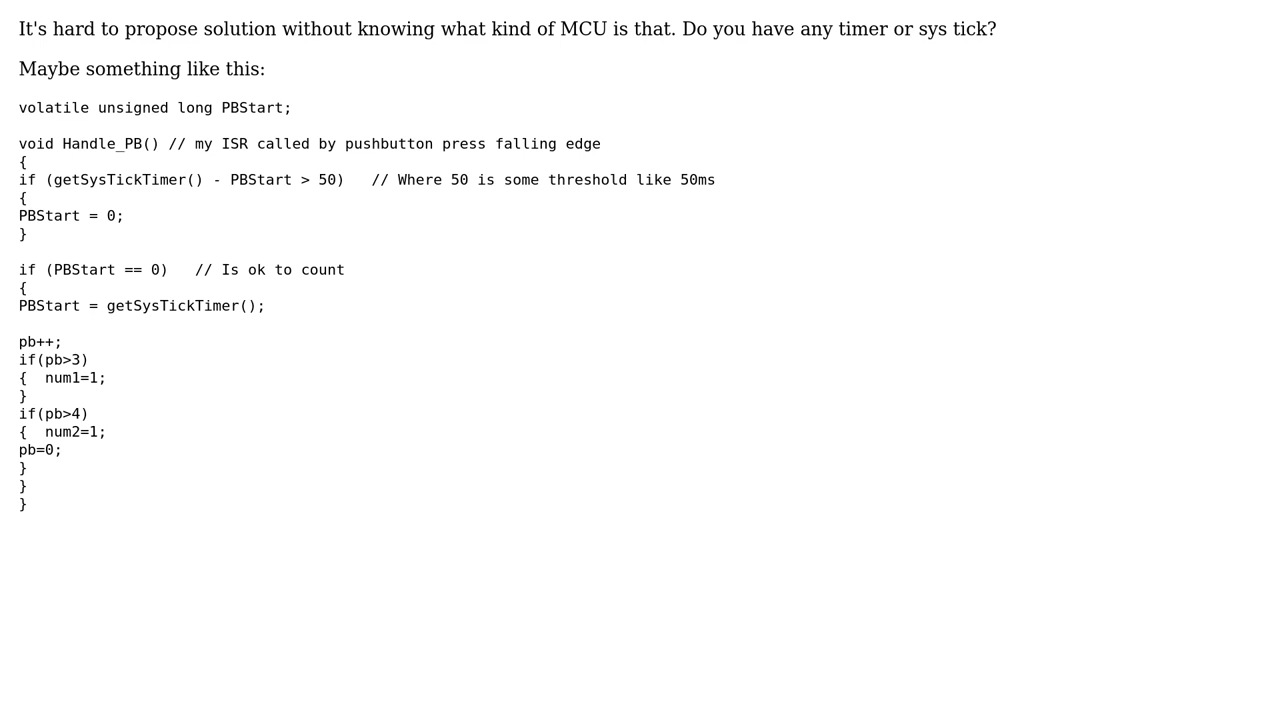 It's hard to propose solution without knowing what kind of MCU is that. Do you have any timer or sys tick?
Maybe something like this:
volatile unsigned long PBStart;
void Handle_PB() // my ISR called by pushbutton press falling edge
{
if (getSysTickTimer() - PBStart > 50)   // Where 50 is some threshold like 50ms
{
PBStart = 0;
}
if (PBStart == 0)   // Is ok to count
{
PBStart = getSysTickTimer();
pb++;
if(pb>3)
{  num1=1;
}
if(pb>4)
{  num2=1;
pb=0;
}
}
}